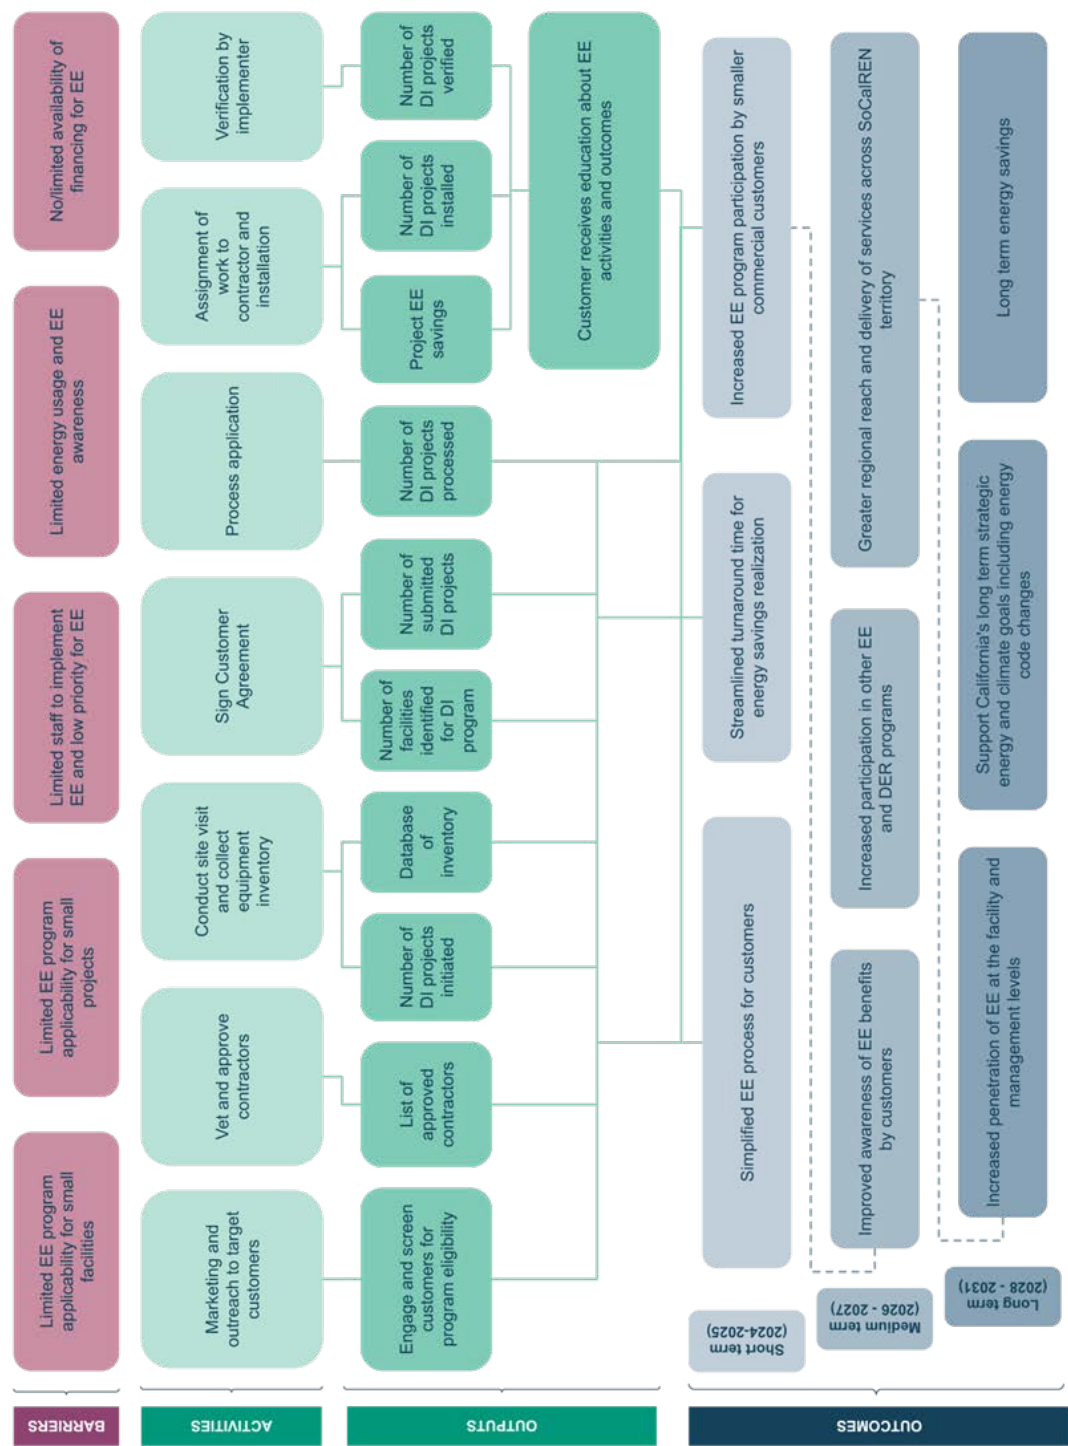 BARRIERS
Limited EE program
applicability for small
facilities
Limited EE program
applicability for small
projects
Limited staff to implement
EE and low priority for EE
Limited energy usage and EE
awareness
No/limited availability of
financing for EE
ACTIVITIES
Marketing and
outreach to target
customers
Vet and approve
contractors
Conduct site visit
and collect
equipment
inventory
Sign Customer
Agreement
Process application
Assignment of
work to
contractor and
installation
Verification by
implementer
OUTPUTS
Engage and screen
customers for
program eligibility
List of
approved
contractors
Number of
DI projects
initiated
Database
of
inventory
Number of
facilities
identified
for DI
program
Number of
submitted
DI projects
Number of
DI projects
processed
Project EE
savings
Number of
DI projects
installed
Number of
DI projects
verified
Customer receives education about EE
activities and outcomes
OUTCOMES
Short term
(2024-2025)
Simplified EE process for customers
Streamlined turnaround time for
energy savings realization
Increased EE program participation by smaller
commercial customers
Medium term
(2026 - 2027)
Improved awareness of EE benefits
by customers
Increased participation in other EE
and DER programs
Greater regional reach and delivery of services across SoCalREN
territory
Long term
(2028 - 2031)
Increased penetration of EE at the facility and
management levels
Support California's long term strategic
energy and climate goals including energy
code changes
Long term energy savings